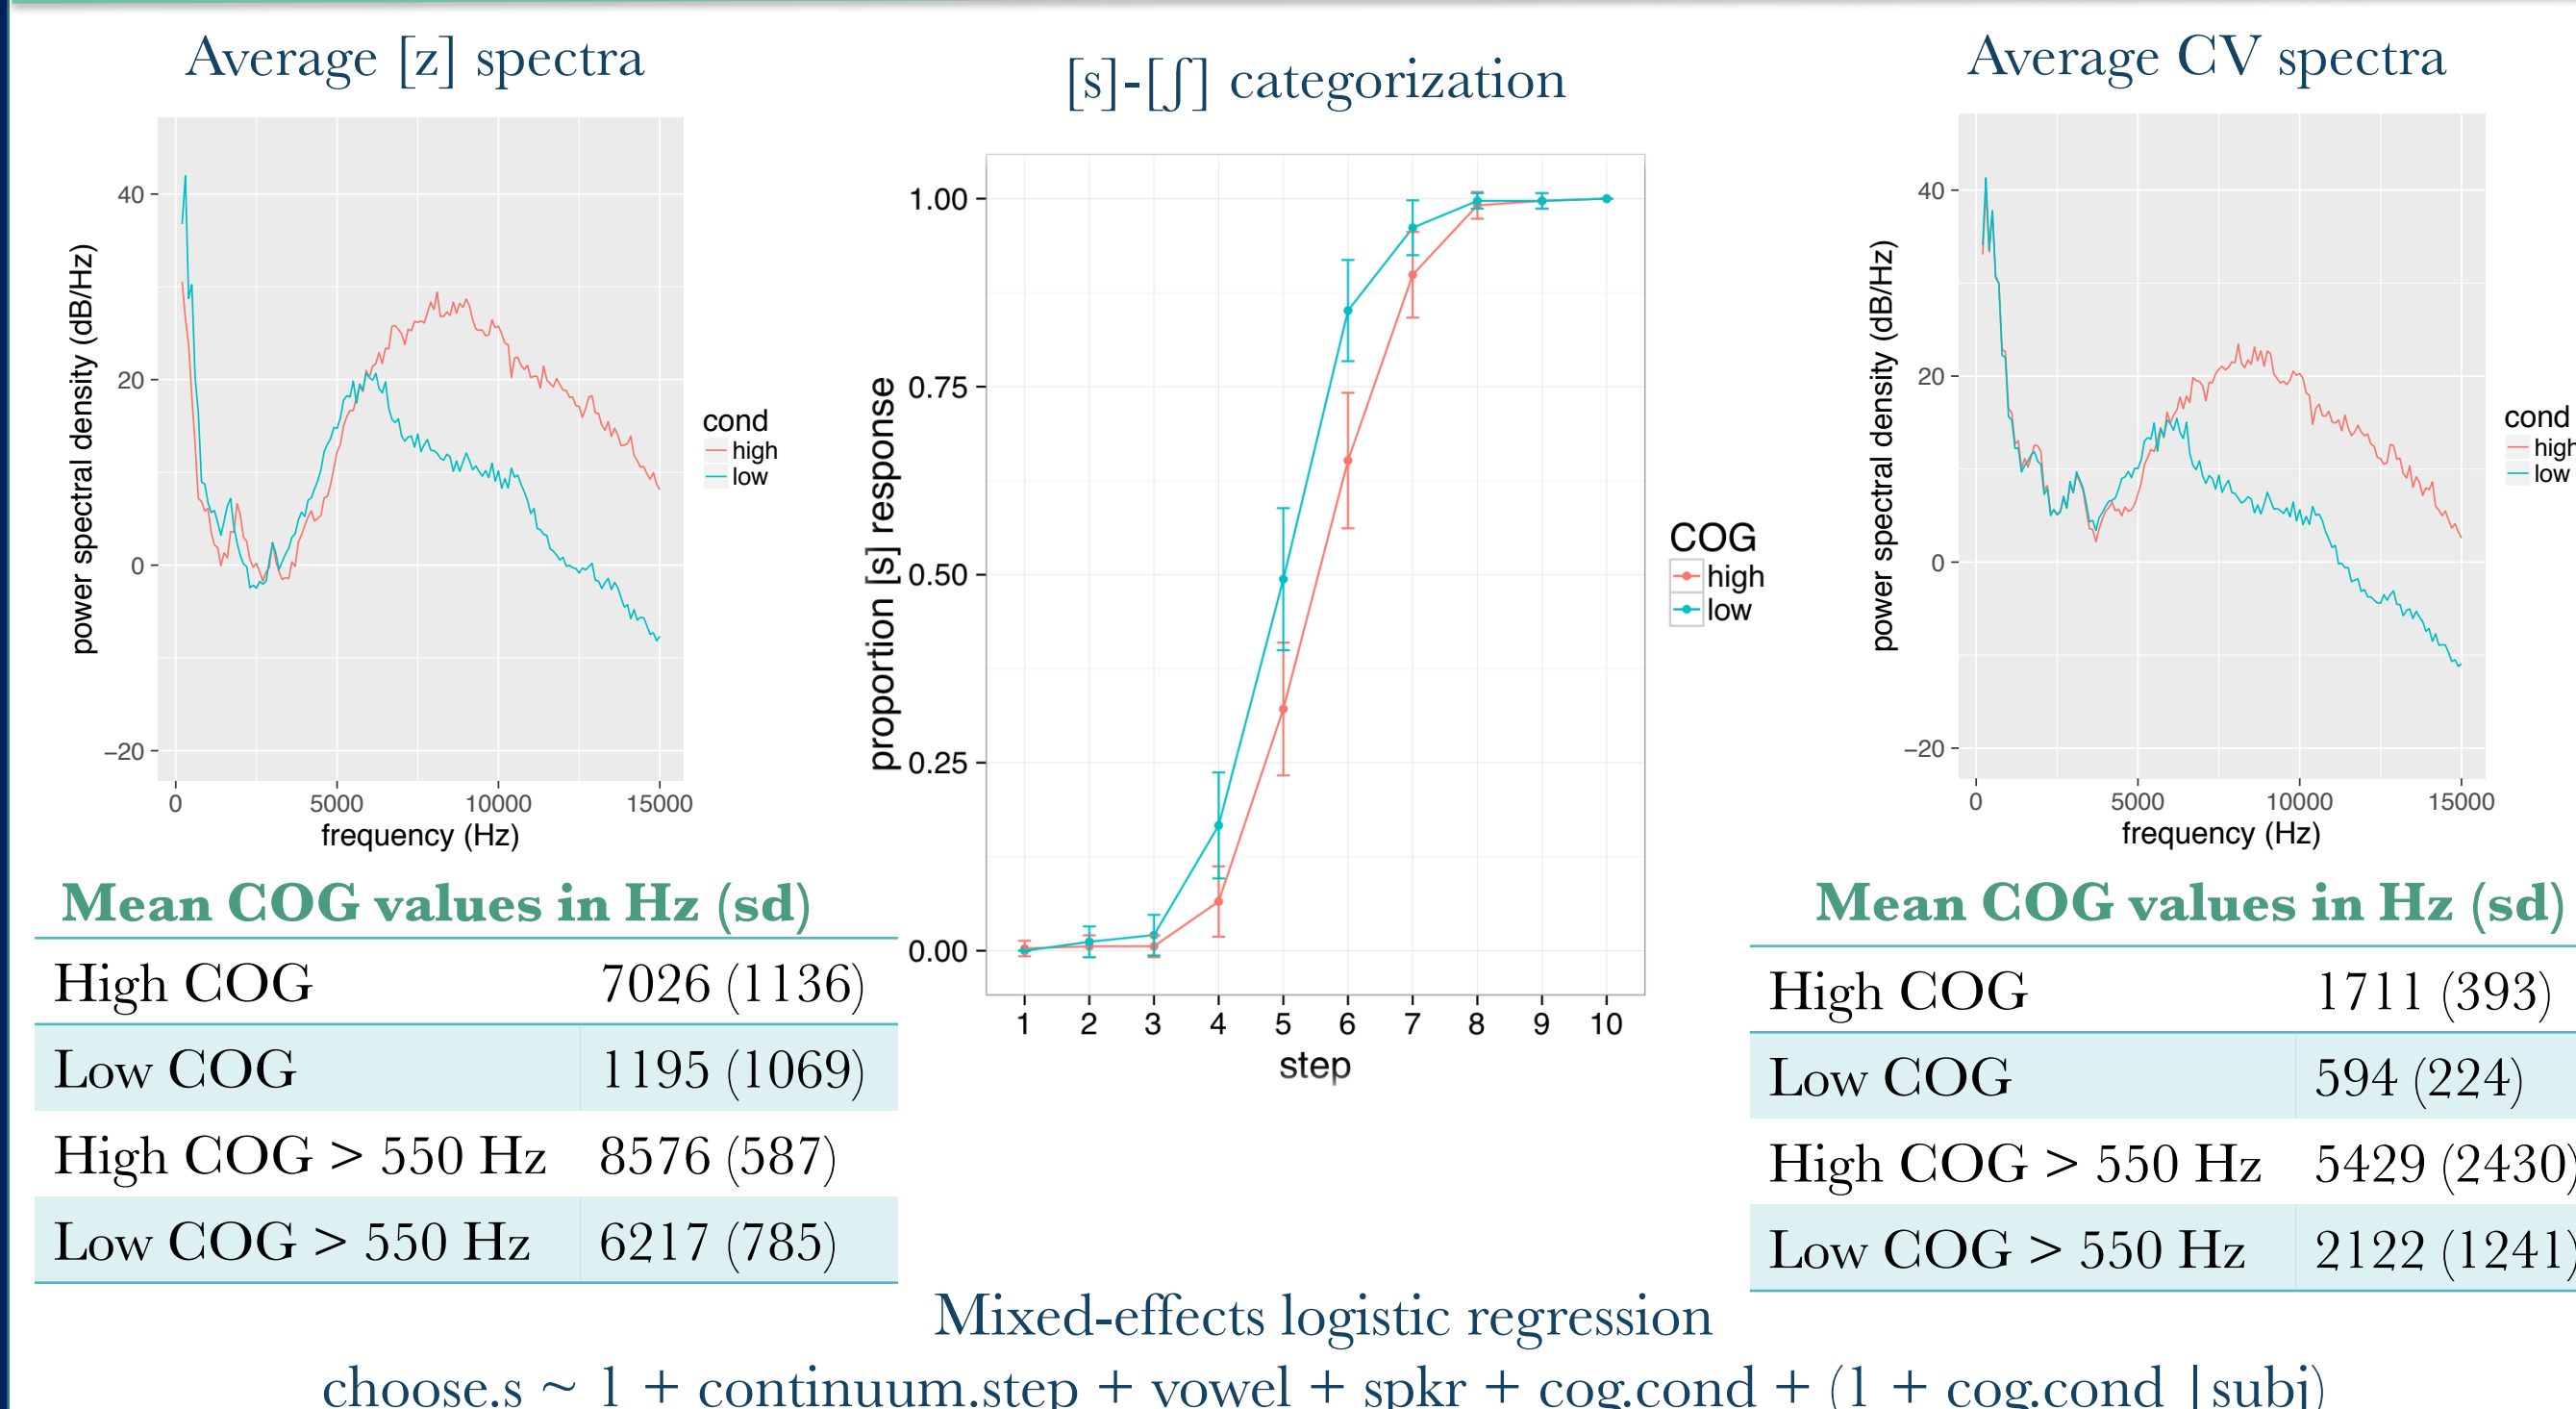 Average [z] spectra
40
20
0
−20
0 5000 10000 15000
power spectral density (dB/Hz)
frequency (Hz)
cond
high
low
Mean COG values in Hz (sd)
High COG 7026 (1136)
Low COG 1195 (1069)
High COG > 550 Hz 8576 (587)
Low COG > 550 Hz 6217 (785)
[s]-[ʃ] categorization
1.00
0.75
0.50
0.25
0.00
1 2 3 4 5 6 7 8 9 10
proportion [s] response
step
COG
high
low
Average CV spectra
40
20
0
−20
0 5000 10000 15000
power spectral density (dB/Hz)
frequency (Hz)
cond
high
low
Mean COG values in Hz (sd)
High COG 1711 (393)
Low COG 594 (224)
High COG > 550 Hz 5429 (2430)
Low COG > 550 Hz 2122 (1241)
Mixed-effects logistic regression
choose.s ~ 1 + continuum.step + vowel + spkr + cog.cond + (1 + cog.cond |subj)